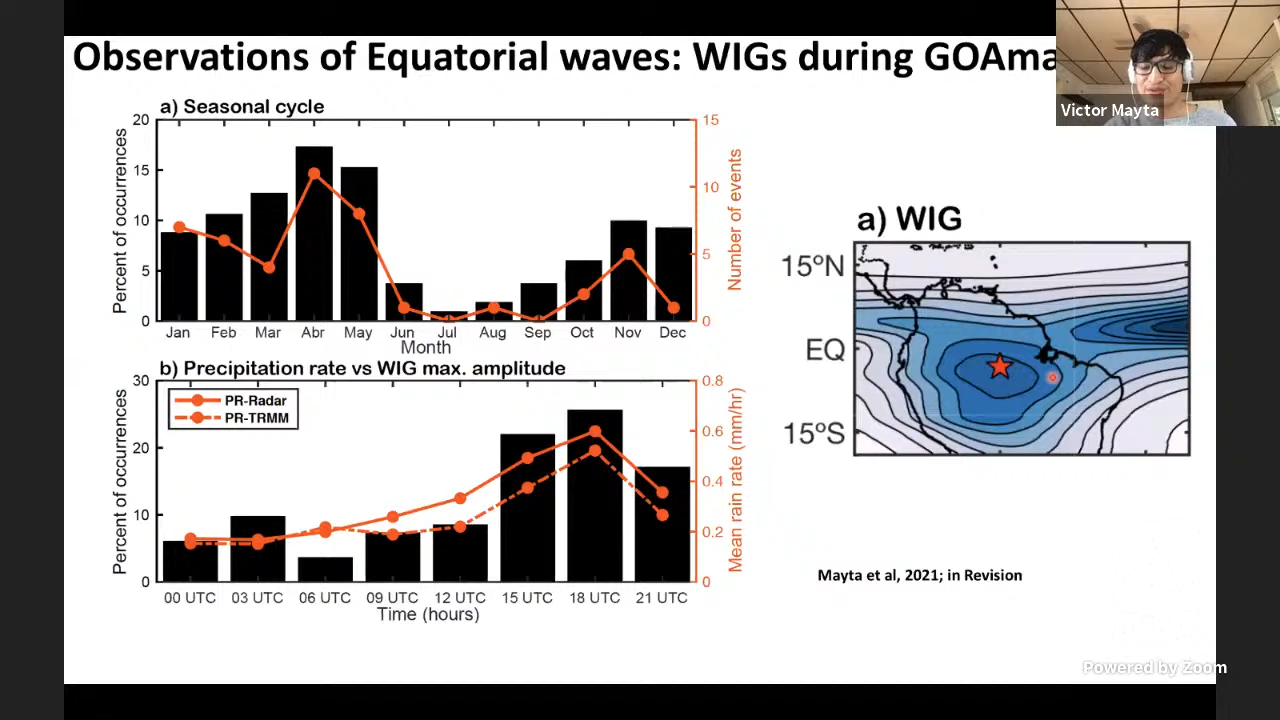 Observations of Equatorial waves: WIGs during GOAma
Victor Mayta
a) Seasonal cycle
20
15
10
5
0
Percent of occurrences
15
10
5
0
Number of events
Jan Feb Mar Abr May Jun Jul Aug Sep Oct Nov Dec
Month
b) Precipitation rate vs WIG max. amplitude
30
20
10
0
Percent of occurrences
PR-Radar
PR-TRMM
0.8
0.6
0.4
0.2
0
Mean rain rate (mm/hr)
00 UTC 03 UTC 06 UTC 09 UTC 12 UTC 15 UTC 18 UTC 21 UTC
Time (hours)
a) WIG
15ºN
EQ
15ºS
Mayta et al, 2021; in Revision
Powered by Zoom